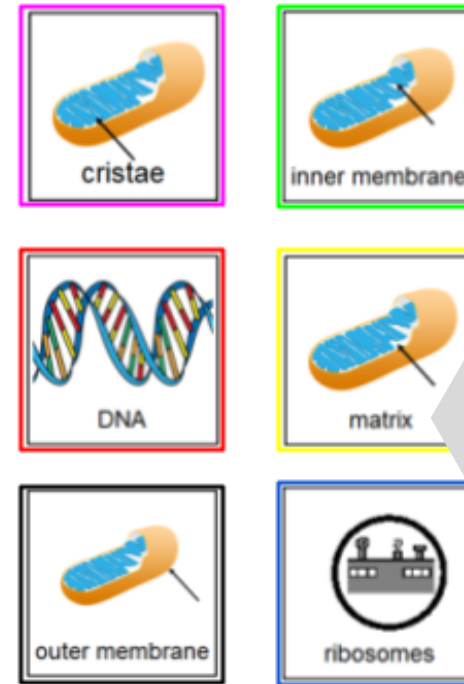 cristae
inner membrane
DNA
matrix
outer membrane
ribosomes